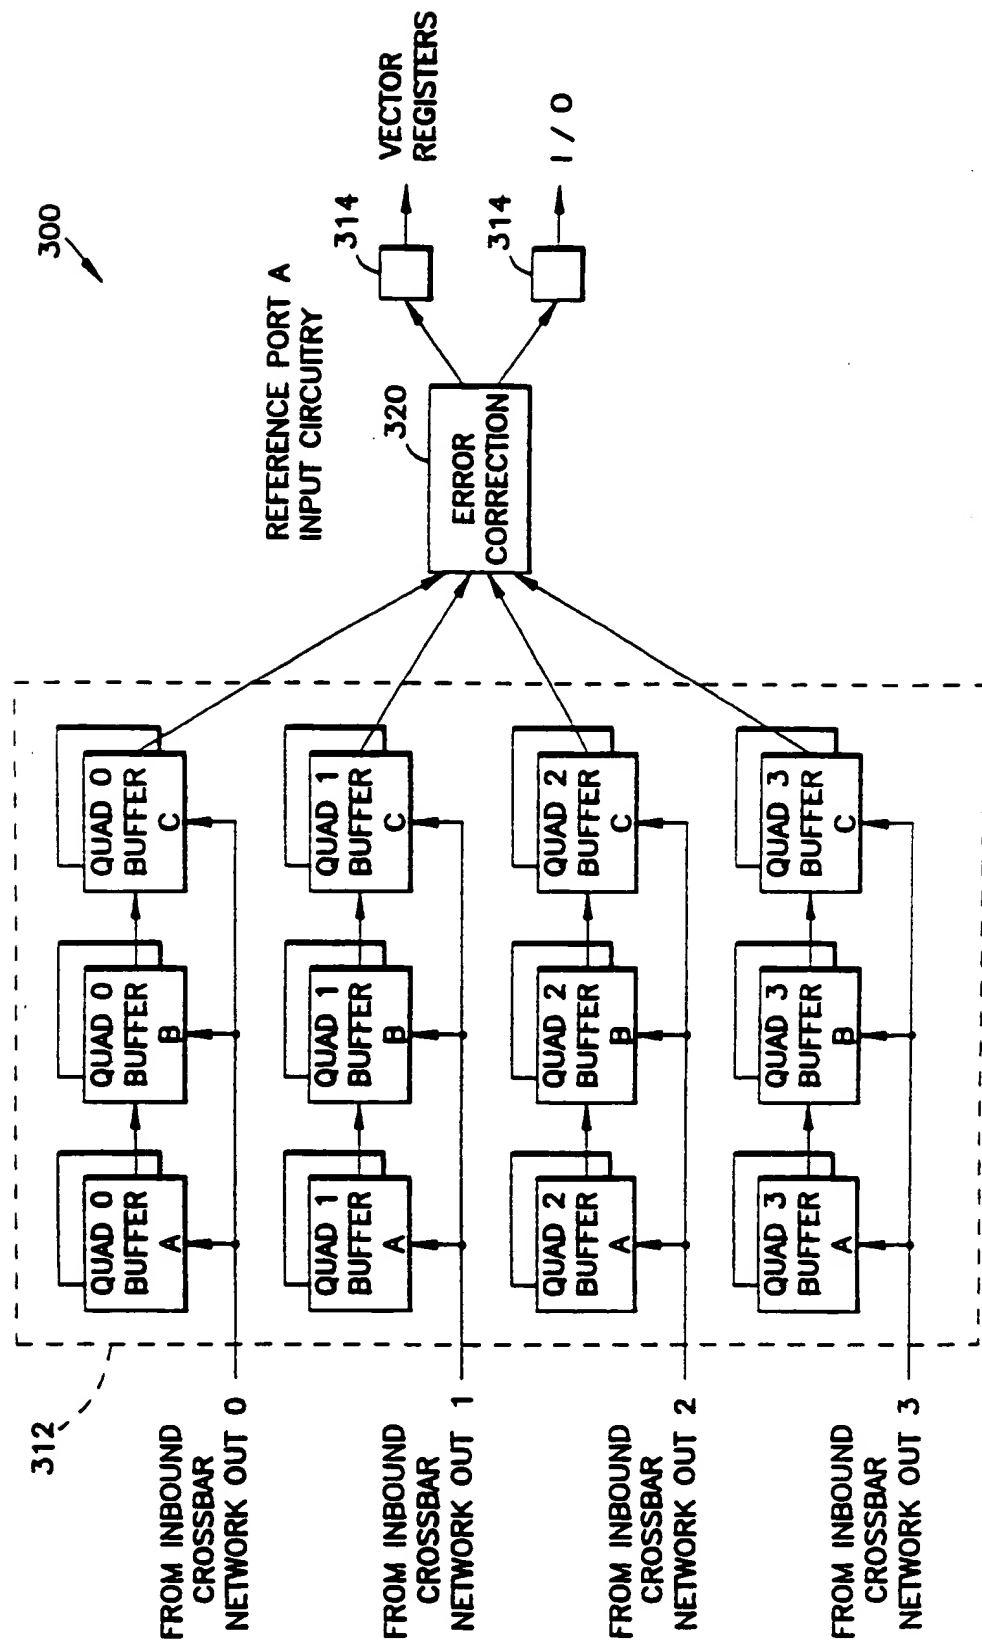 300
REFERENCE PORT A
INPUT CIRCUITRY
312
FROM INBOUND
CROSSBAR
NETWORK OUT 0
QUAD 0
BUFFER
A
QUAD 0
BUFFER
B
QUAD 0
BUFFER
C
FROM INBOUND
CROSSBAR
NETWORK OUT 1
QUAD 1
BUFFER
A
QUAD 1
BUFFER
B
QUAD 1
BUFFER
C
FROM INBOUND
CROSSBAR
NETWORK OUT 2
QUAD 2
BUFFER
A
QUAD 2
BUFFER
B
QUAD 2
BUFFER
C
FROM INBOUND
CROSSBAR
NETWORK OUT 3
QUAD 3
BUFFER
A
QUAD 3
BUFFER
B
QUAD 3
BUFFER
C
320
ERROR
CORRECTION
314
VECTOR
REGISTERS
314
I / O